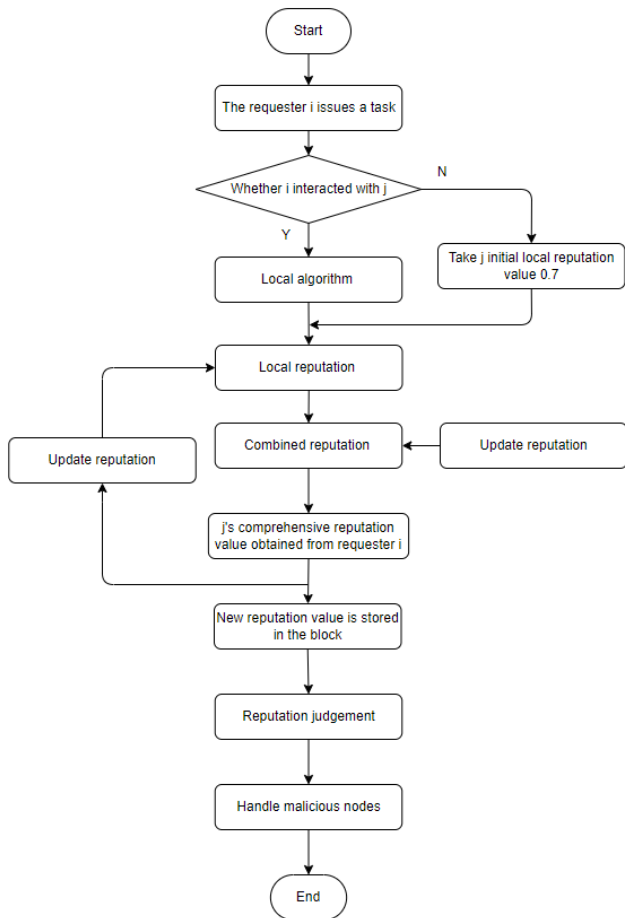 Start
The requester i issues a task
Whether i interacted with j
N
Y
Take j initial local reputation
value 0.7
Local algorithm
Local reputation
Combined reputation
Update reputation
Update reputation
j's comprehensive reputation
value obtained from requester i
New reputation value is stored
in the block
Reputation judgement
Handle malicious nodes
End